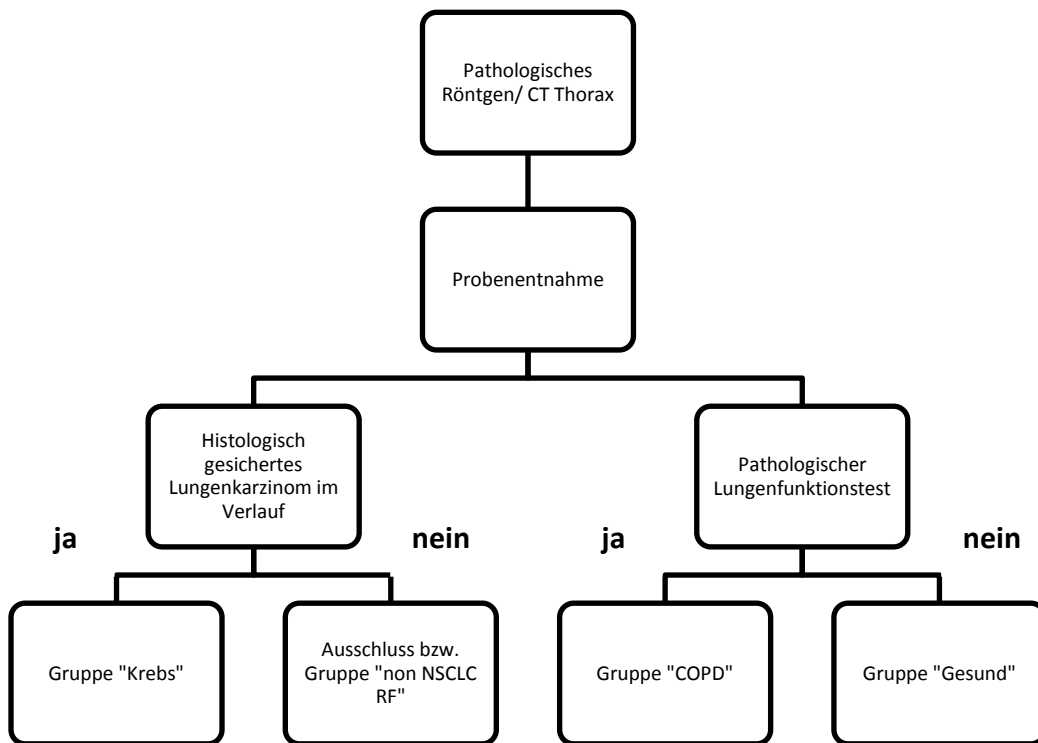 Pathologisches
Röntgen/ CT Thorax
Probenentnahme
Histologisch
gesichertes
Lungenkarzinom im
Verlauf
Pathologischer
Lungenfunktionstest
ja
nein
ja
nein
Gruppe "Krebs"
Ausschluss bzw.
Gruppe "non NSCLC
RF"
Gruppe "COPD"
Gruppe "Gesund"